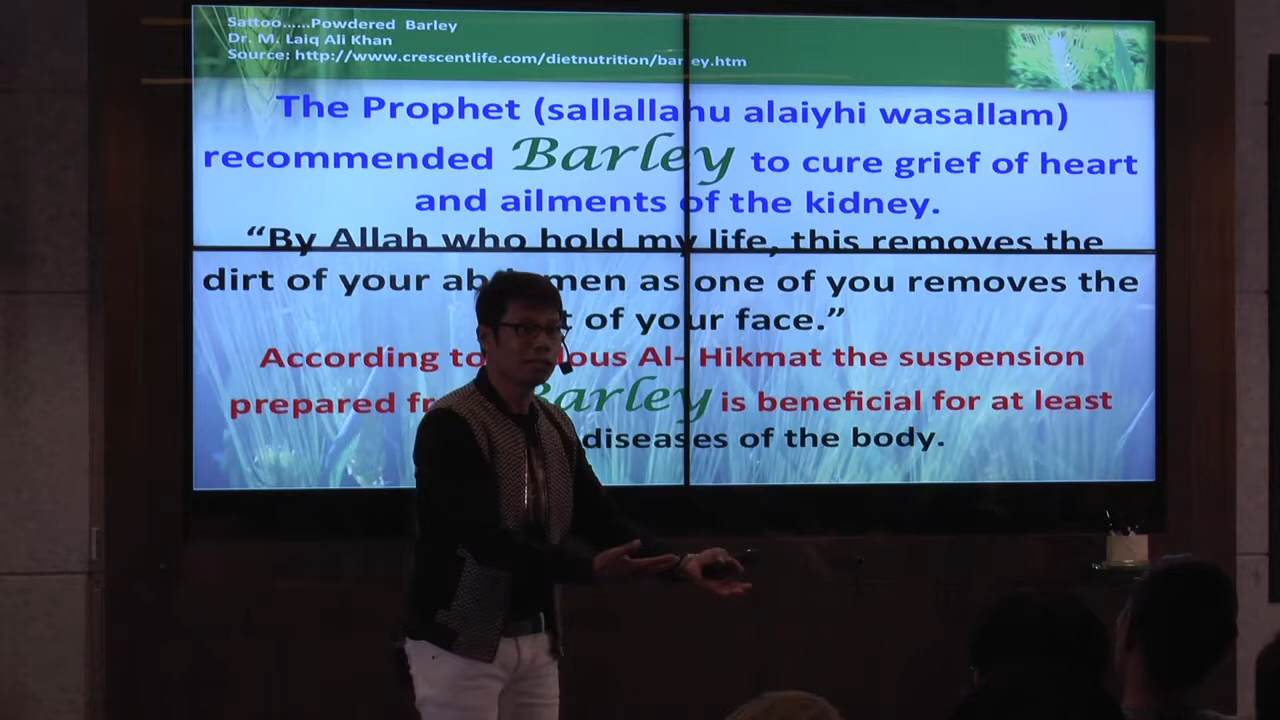 Sattoo......Powdered Barley
Dr. M. Laiq Ali Khan
Source: http://www.crescentlife.com/dietnutrition/barley.htm
The Prophet (sallallahu alaiyhi wasallam)
recommended Barley to cure grief of heart
and ailments of the kidney.
“By Allah who hold my life, this removes the
dirt of your abdomen as one of you removes the
of your face.”
According to Al- Hikmat the suspension
prepared Barley is beneficial for at least
diseases of the body.